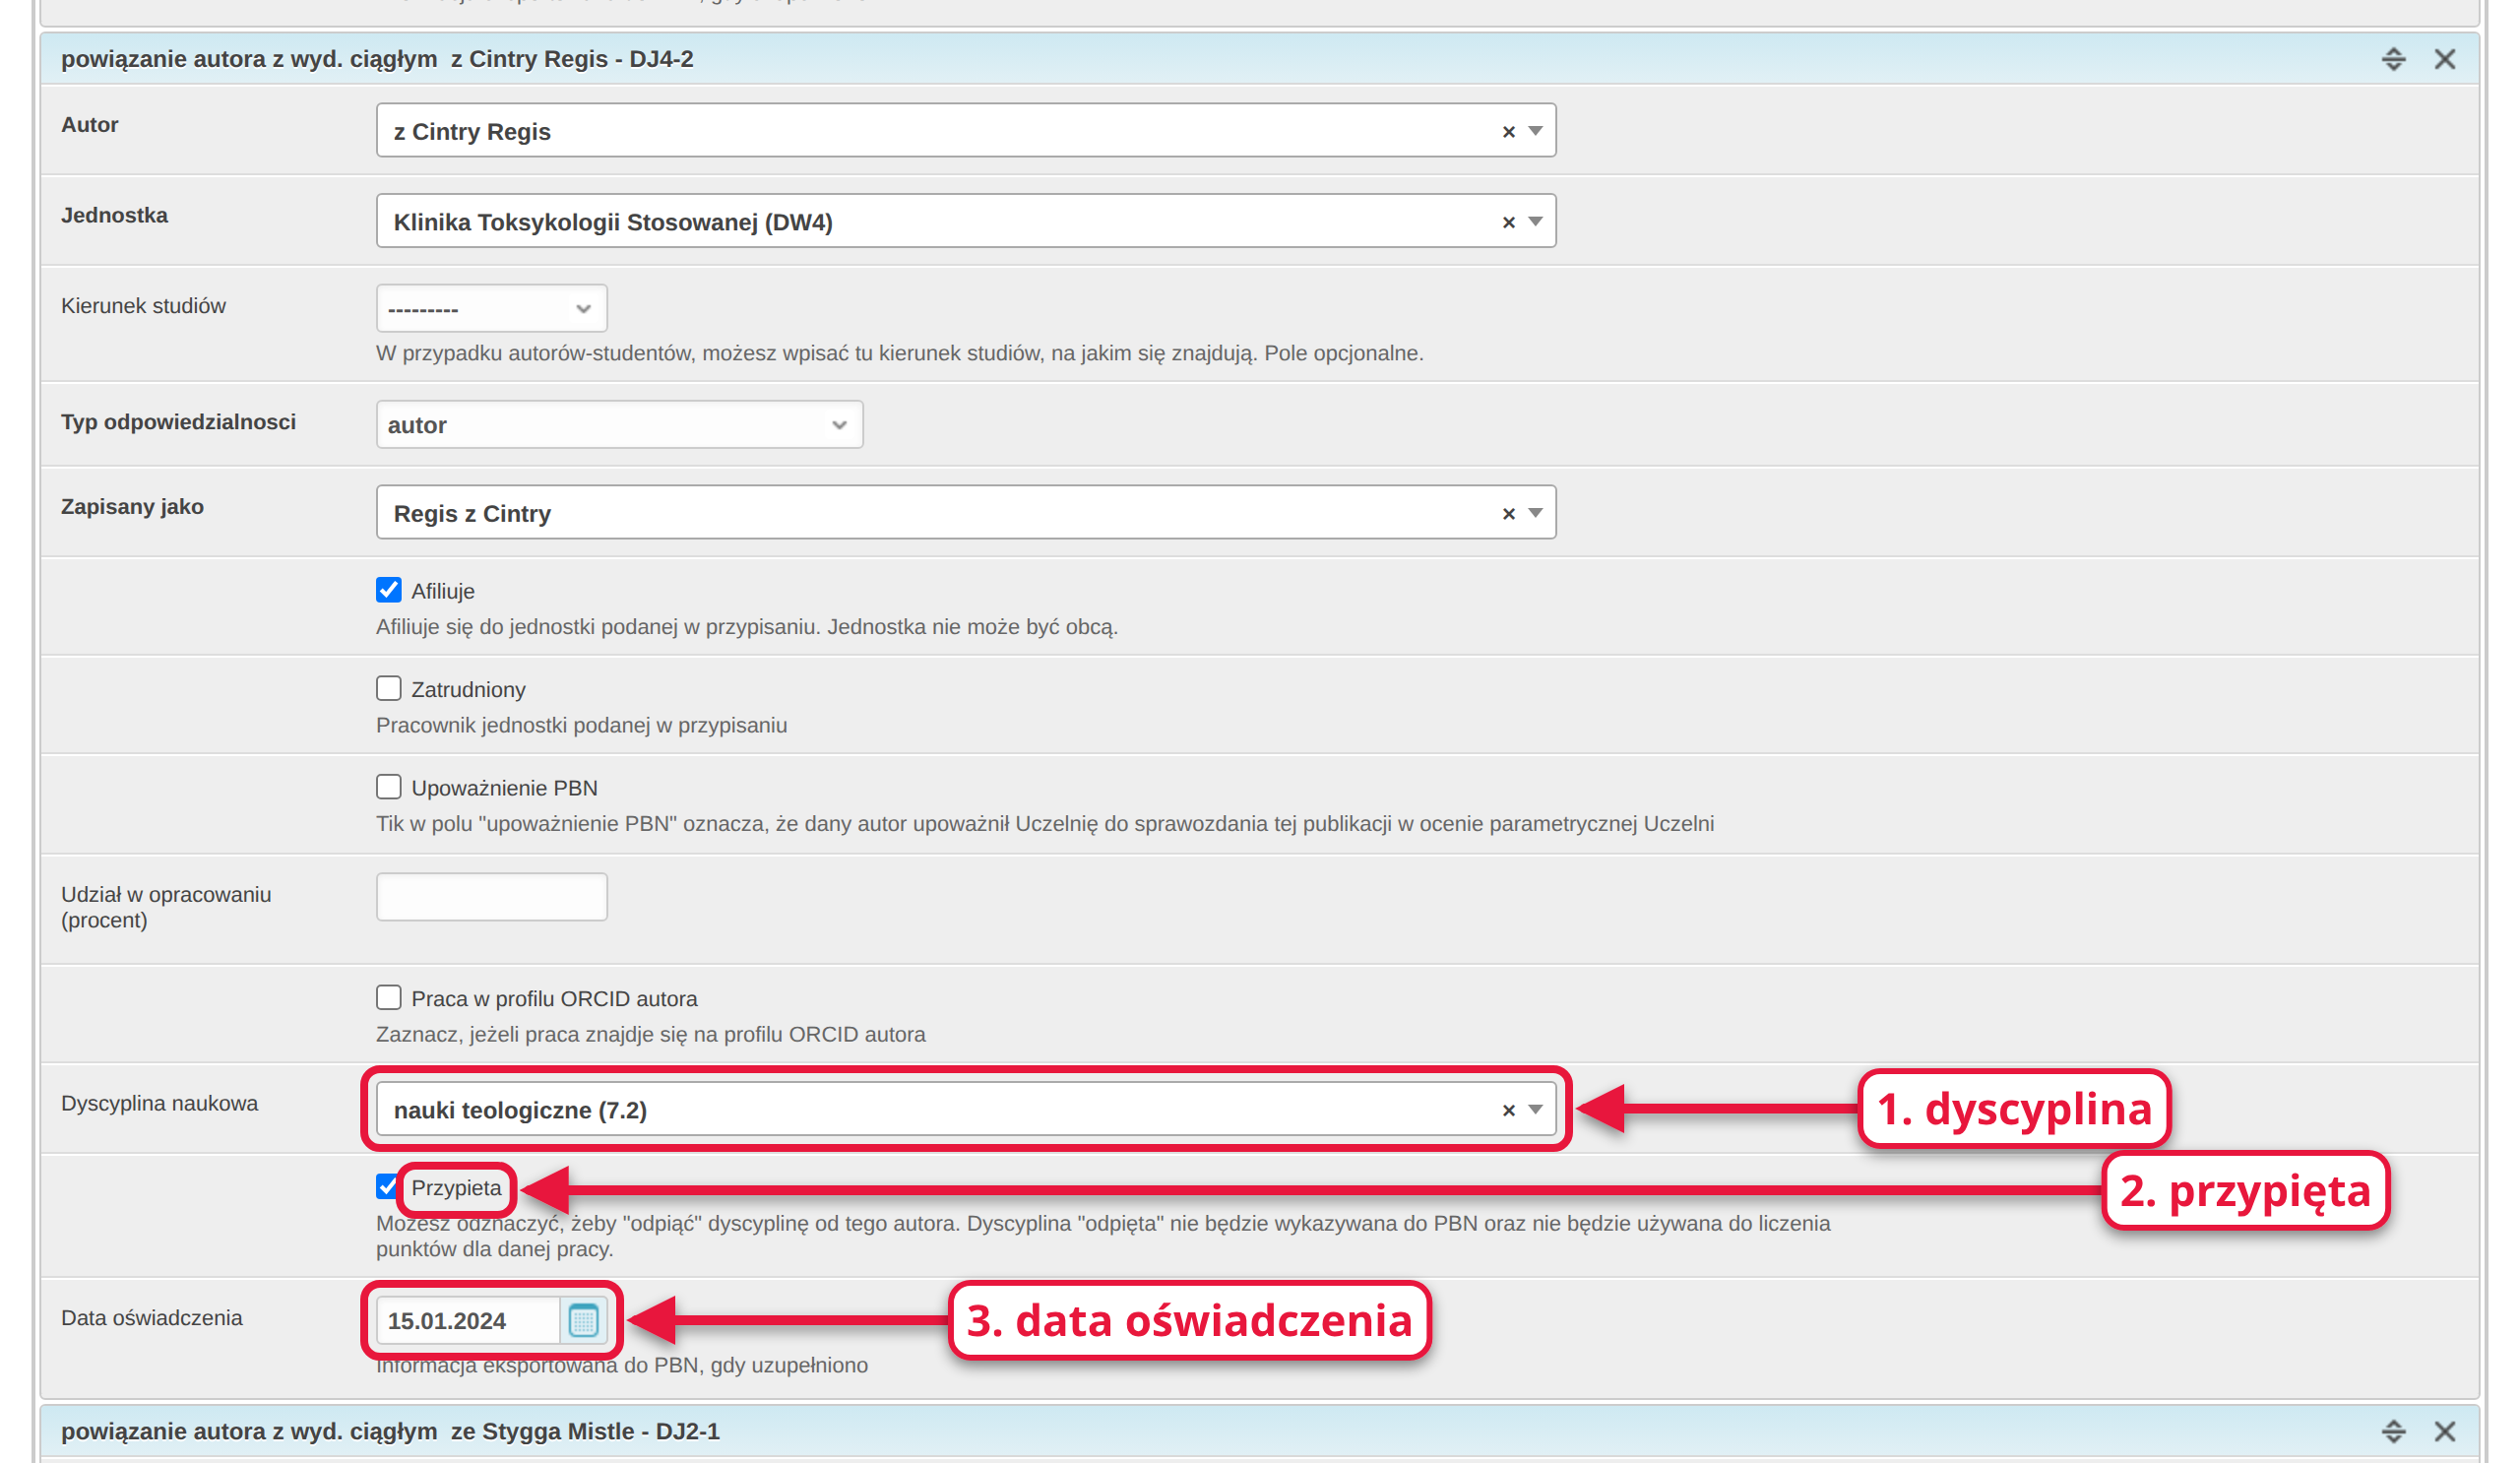 powiązanie autora z wyd. ciągłym z Cintry Regis - DJ4-2
Autor
z Cintry Regis
Jednostka
Klinika Toksykologii Stosowanej (DW4)
Kierunek studiów
---------
W przypadku autorów-studentów, możesz wpisać tu kierunek studiów, na jakim się znajdują. Pole opcjonalne.
Typ odpowiedzialnosci
autor
Zapisany jako
Regis z Cintry
Afiliuje
Afiliuje się do jednostki podanej w przypisaniu. Jednostka nie może być obcą.
Zatrudniony
Pracownik jednostki podanej w przypisaniu
Upoważnienie PBN
Tik w polu "upoważnienie PBN" oznacza, że dany autor upoważnił Uczelnię do sprawozdania tej publikacji w ocenie parametrycznej Uczelni
Udział w opracowaniu
(procent)
Praca w profilu ORCID autora
Zaznacz, jeżeli praca znajdje się na profilu ORCID autora
Dyscyplina naukowa
nauki teologiczne (7.2)
1. dyscyplina
Przypieta
2. przypięta
Możesz odznaczyć, żeby "odpiąć" dyscyplinę od tego autora. Dyscyplina "odpięta" nie będzie wykazywana do PBN oraz nie będzie używana do liczenia
punktów dla danej pracy.
Data oświadczenia
15.01.2024
3. data oświadczenia
Informacja eksportowana do PBN, gdy uzupełniono
powiązanie autora z wyd. ciągłym ze Stygga Mistle - DJ2-1